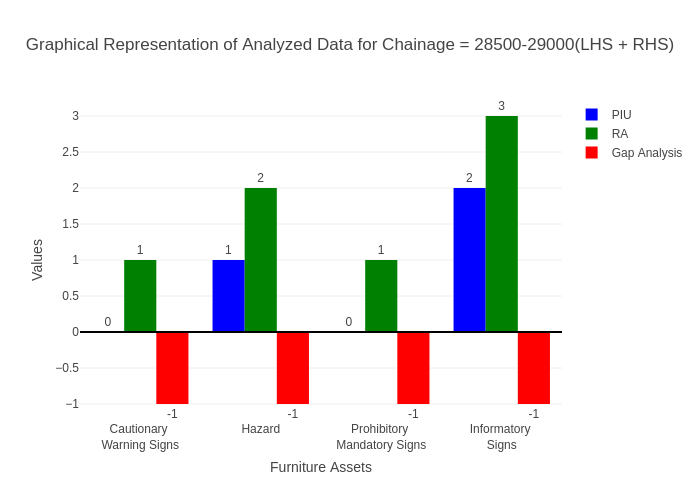 Graphical Representation of Analyzed Data for Chainage = 28500-29000(LHS + RHS)
PIU
RA
Gap Analysis
Values
3
2.5
2
1.5
1
0.5
0
−0.5
−1
0
1
-1
1
2
-1
0
1
-1
2
3
-1
Cautionary
Warning Signs
Hazard
Prohibitory
Mandatory Signs
Informatory
Signs
Furniture Assets